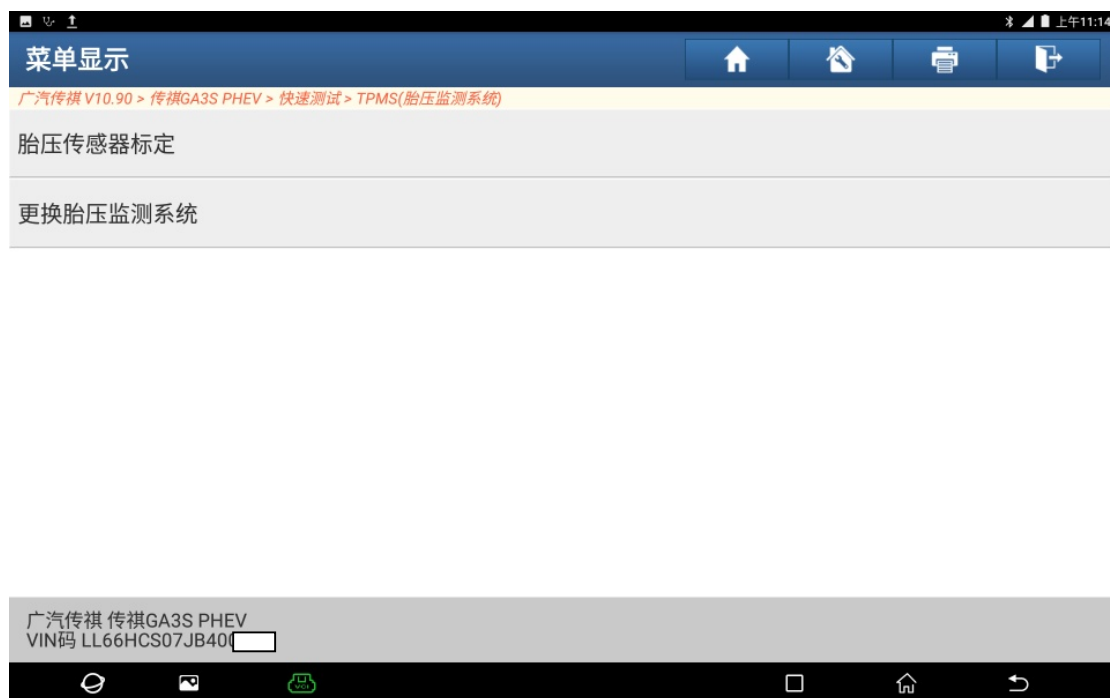 上午11:14
菜单显示
广汽传祺 V10.90 > 传祺GA3S PHEV > 快速测试 > TPMS(胎压监测系统)
胎压传感器标定
更换胎压监测系统
广汽传祺 传祺GA3S PHEV
VIN码 LL66HCS07JB400
VCI